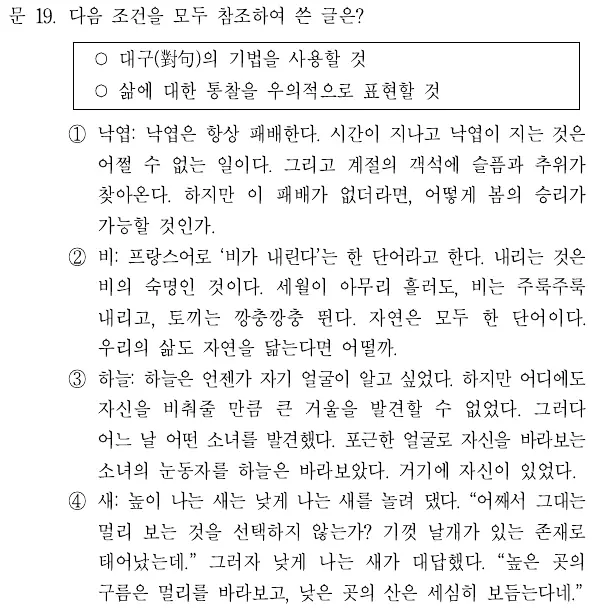 문 19. 다음 조건을 모두 참조하여 쓴 글은?
○ 대구(對句)의 기법을 사용할 것
○ 삶에 대한 통찰을 우의적으로 표현할 것
① 낙엽: 낙엽은 항상 패배한다. 시간이 지나고 낙엽이 지는 것은
어쩔 수 없는 일이다. 그리고 계절의 객석에 슬픔과 추위가
찾아온다. 하지만 이 패배가 없더라면, 어떻게 봄의 승리가
가능할 것인가.
② 비: 프랑스어로 ‘비가 내린다’는 한 단어라고 한다. 내리는 것은
비의 숙명인 것이다. 세월이 아무리 흘러도, 비는 주룩주룩
내리고, 토끼는 깡충깡충 뛴다. 자연은 모두 한 단어이다.
우리의 삶도 자연을 닮는다면 어떨까.
③ 하늘: 하늘은 언젠가 자기 얼굴이 알고 싶었다. 하지만 어디에도
자신을 비춰줄 만큼 큰 거울을 발견할 수 없었다. 그러다
어느 날 어떤 소녀를 발견했다. 포근한 얼굴로 자신을 바라보는
소녀의 눈동자를 하늘은 바라보았다. 거기에 자신이 있었다.
④ 새: 높이 나는 새는 낮게 나는 새를 놀려 댔다. “어째서 그대는
멀리 보는 것을 선택하지 않는가? 기껏 날개가 있는 존재로
태어났는데.” 그러자 낮게 나는 새가 대답했다. “높은 곳의
구름은 멀리를 바라보고, 낮은 곳의 산은 세심히 보듬는다네.”